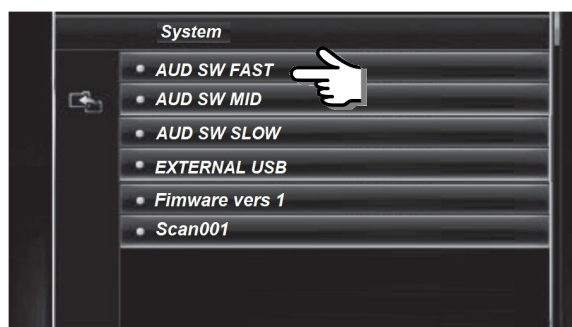 System
AUD SW FAST
AUD SW MID
AUD SW SLOW
EXTERNAL USB
Fimware vers 1
Scan001